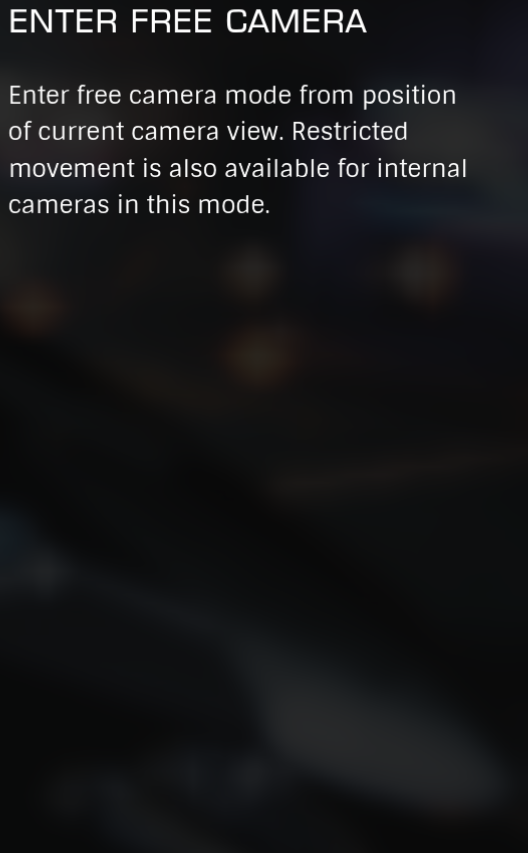 ENTER FREE CAMERA
Enter free camera mode from position
of current camera view. Restricted
movement is also available for internal
cameras in this mode.